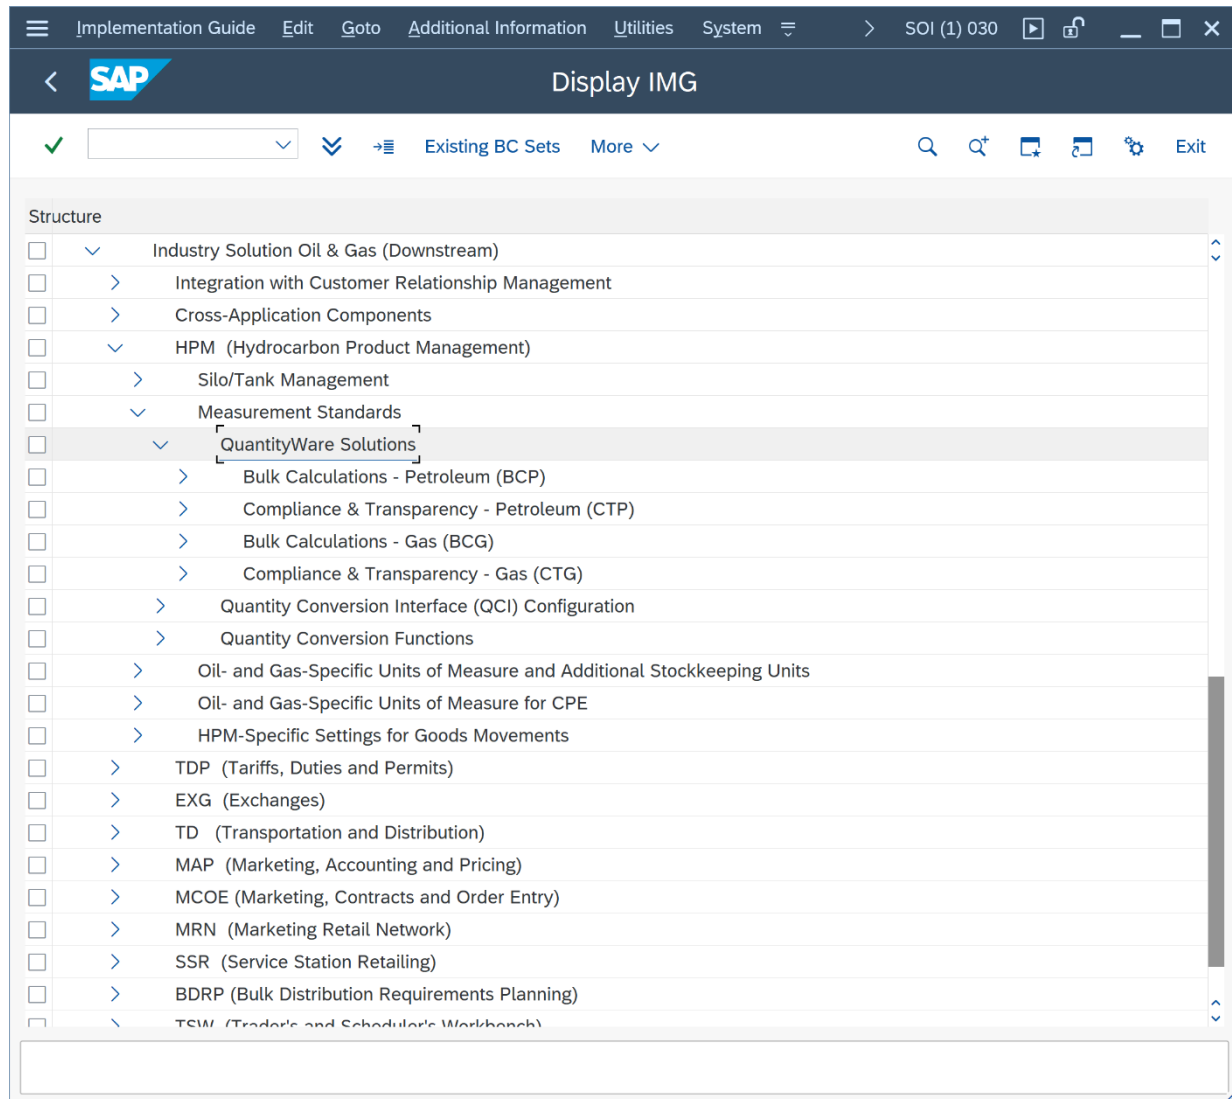 Implementation Guide Edit Goto Additional Information Utilities System SOI (1) 030
SAP Display IMG
Existing BC Sets More Exit
Structure
Industry Solution Oil & Gas (Downstream)
Integration with Customer Relationship Management
Cross-Application Components
HPM (Hydrocarbon Product Management)
Silo/Tank Management
Measurement Standards
QuantityWare Solutions
Bulk Calculations - Petroleum (BCP)
Compliance & Transparency - Petroleum (CTP)
Bulk Calculations - Gas (BCG)
Compliance & Transparency - Gas (CTG)
Quantity Conversion Interface (QCI) Configuration
Quantity Conversion Functions
Oil- and Gas-Specific Units of Measure and Additional Stockkeeping Units
Oil- and Gas-Specific Units of Measure for CPE
HPM-Specific Settings for Goods Movements
TDP (Tariffs, Duties and Permits)
EXG (Exchanges)
TD (Transportation and Distribution)
MAP (Marketing, Accounting and Pricing)
MCOE (Marketing, Contracts and Order Entry)
MRN (Marketing Retail Network)
SSR (Service Station Retailing)
BDRP (Bulk Distribution Requirements Planning)
TSW (Trader's and Scheduler's Workbench)